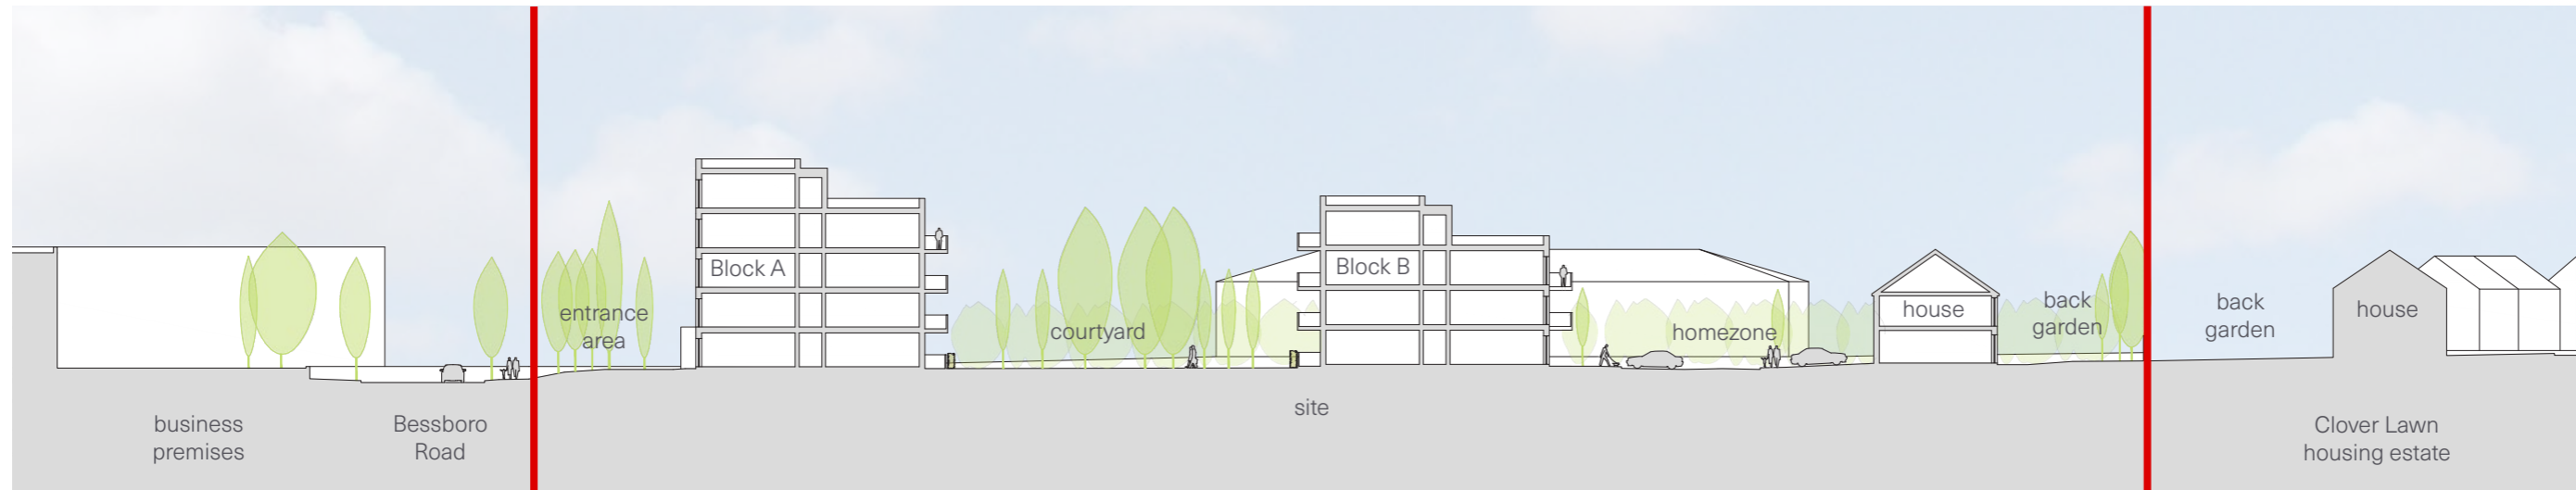 business
premises
Bessboro
Road
entrance
area
Block A
courtyard
Block B
homezone
house
back
garden
site
back
garden
house
Clover Lawn
housing estate